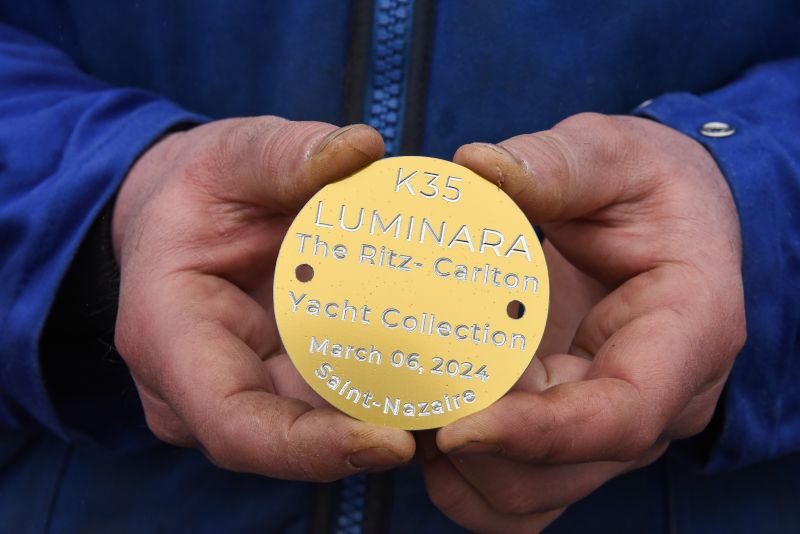 K35
LUMINARA
The Ritz- Carlton
Yacht Collection
March 06, 2024
Saint-Nazaire